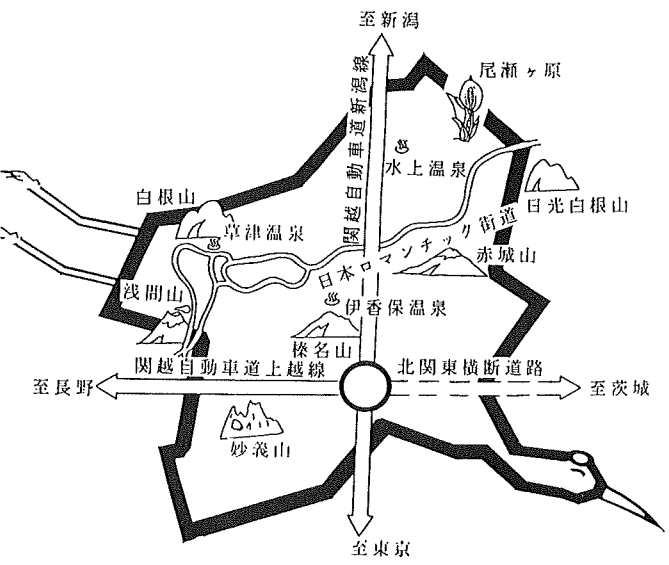 至新潟
尾瀬ヶ原
関越自動車道新潟線
水上温泉
日光白根山
白根山
草津温泉
日本ロマンチック街道
赤城山
浅間山
伊香保温泉
榛名山
関越自動車道上越線
北関東横断道路
至長野
至茨城
妙義山
至東京